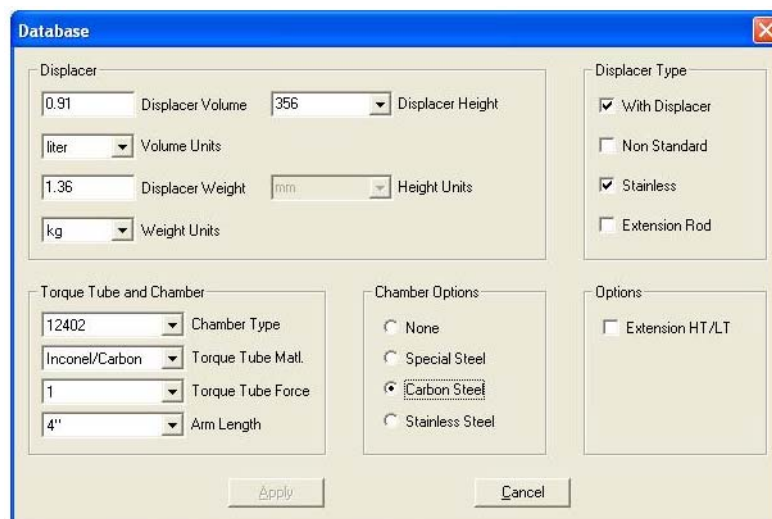 Database
Displacer
0.91 Displacer Volume 356 Displacer Height
liter Volume Units
1.36 Displacer Weight mm Height Units
kg Weight Units
Displacer Type
With Displacer
Non Standard
Stainless
Extension Rod
Torque Tube and Chamber
12402 Chamber Type
Inconel/Carbon Torque Tube Matl.
1 Torque Tube Force
4" Arm Length
Chamber Options
None
Special Steel
Carbon Steel
Stainless Steel
Options
Extension HT/LT
Apply Cancel